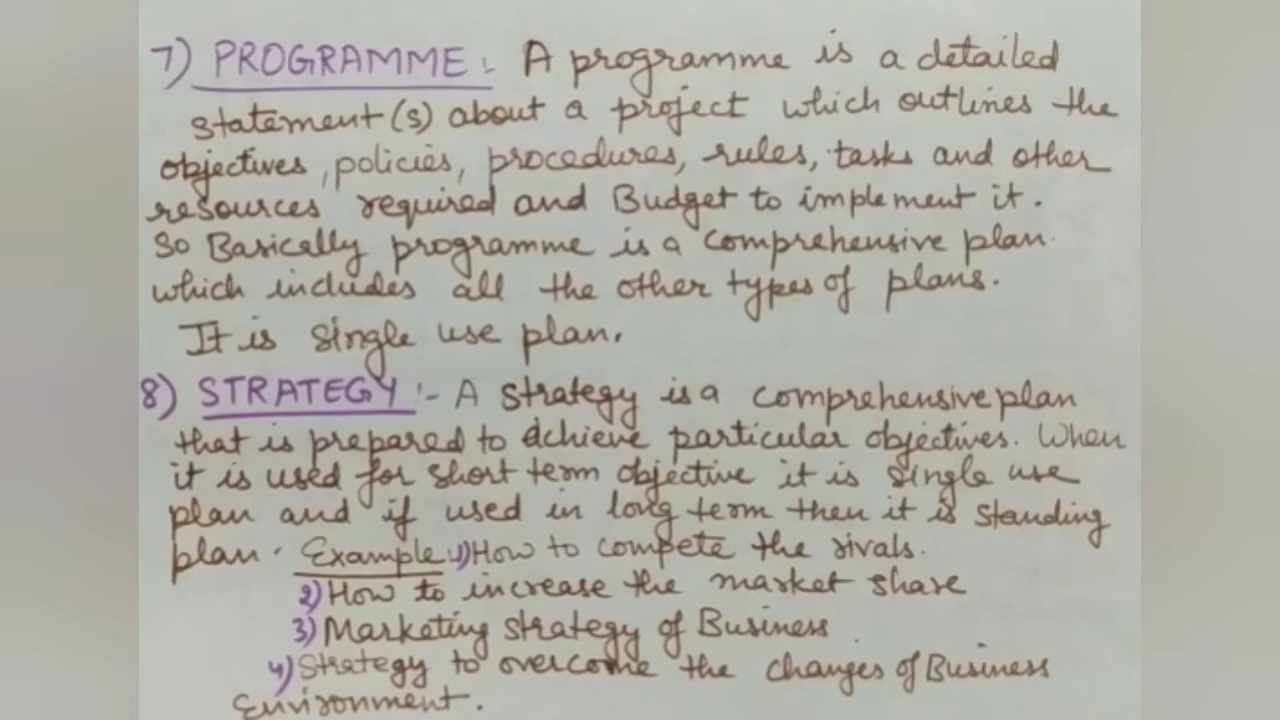 7) PROGRAMME :- A programme is a detailed
statement(s) about a project which outlines the
objectives, policies, procedures, rules, tasks and other
resources required and Budget to implement it.
So Basically programme is a comprehensive plan.
which includes all the other types of plans.
It is single use plan.
8) STRATEGY :- A strategy is a comprehensive plan
that is prepared to achieve particular objectives. When
it is used for short term objective it is single use
plan and if used in long term then it is standing
plan. Example 1) How to compete the rivals.
2) How to increase the market share
3) Marketing strategy of Business
4) Strategy to overcome the changes of Business
Environment.